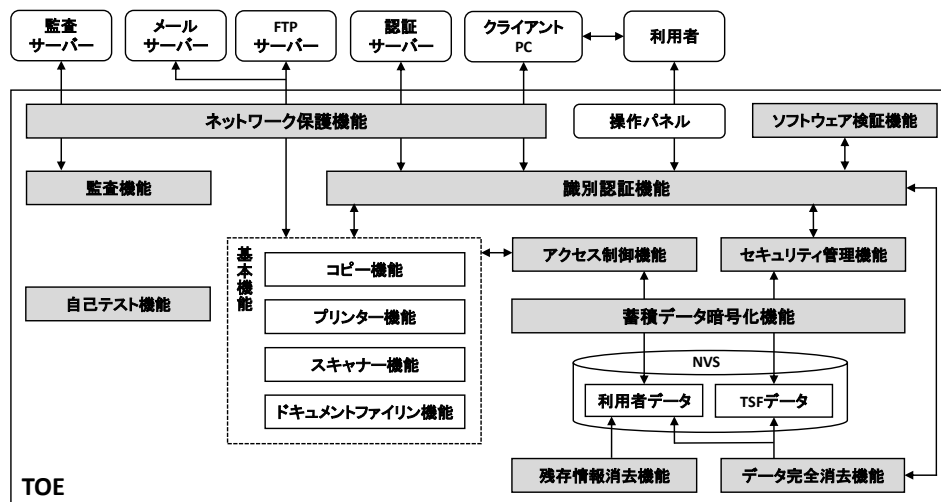 監査
サーバー
メール
サーバー
FTP
サーバー
認証
サーバー
クライアント
PC
利用者
ネットワーク保護機能
操作パネル
ソフトウェア検証機能
監査機能
識別認証機能
基本機能
コピー機能
アクセス制御機能
セキュリティ管理機能
自己テスト機能
プリンター機能
蓄積データ暗号化機能
スキャナー機能
NVS
ドキュメントファイリン機能
利用者データ
TSFデータ
残存情報消去機能
データ完全消去機能
TOE